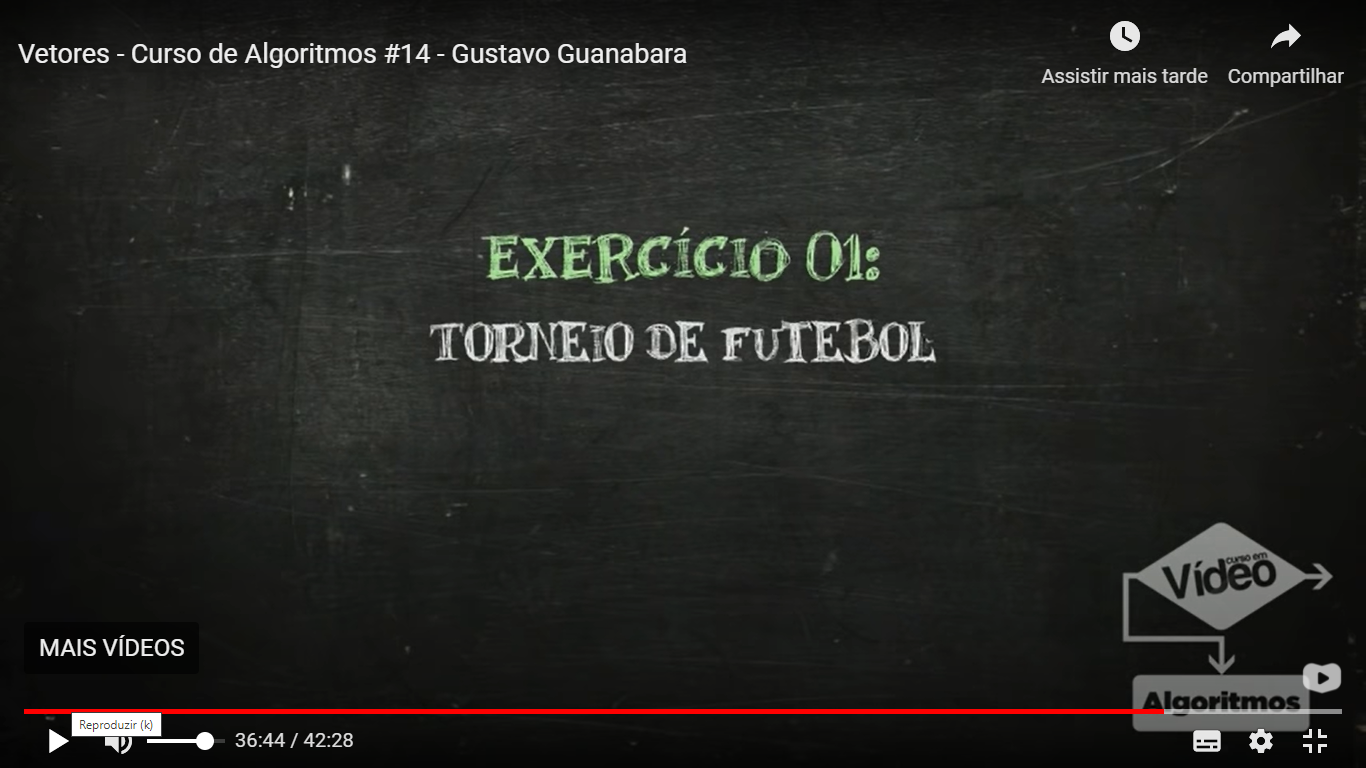 Vetores - Curso de Algoritmos #14 - Gustavo Guanabara
Assistir mais tarde
Compartilhar
EXERCÍCIO 01:
TORNEIO DE FUTEBOL
curso em
Vídeo
MAIS VÍDEOS
Algoritmos
Reproduzir (k)
36:44 / 42:28